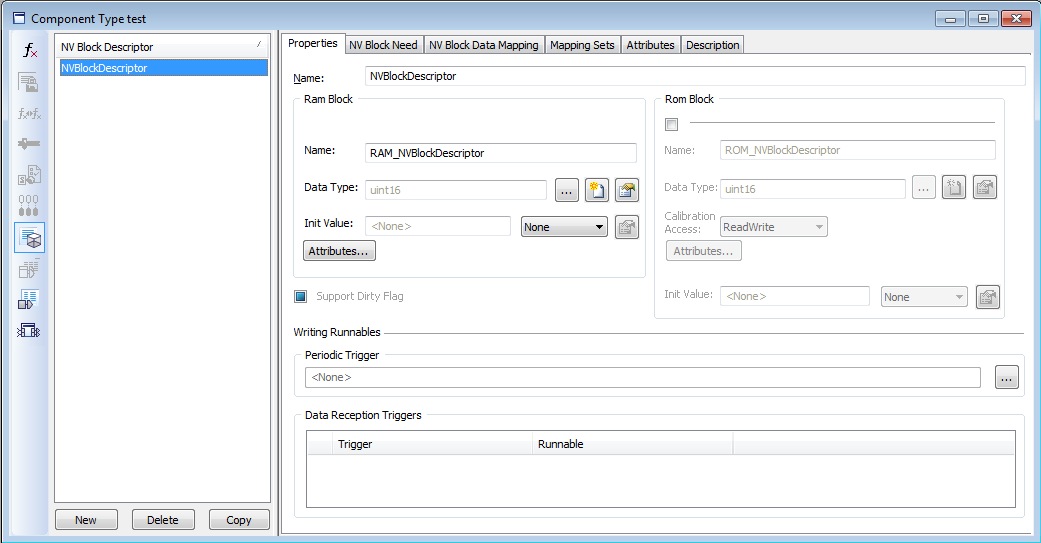 Component Type test
NV Block Descriptor
NVBlockDescriptor
New Delete Copy
Properties NV Block Need NV Block Data Mapping Mapping Sets Attributes Description
Name: NVBlockDescriptor
Ram Block
Name: RAM_NVBlockDescriptor
Data Type: uint16 ...
Init Value: <None> None
Attributes...
Rom Block
Name: ROM_NVBlockDescriptor
Data Type: uint16 ...
Calibration
Access: ReadWrite
Attributes...
Init Value: <None> None
Support Dirty Flag
Writing Runnables
Periodic Trigger
<None> ...
Data Reception Triggers
Trigger Runnable